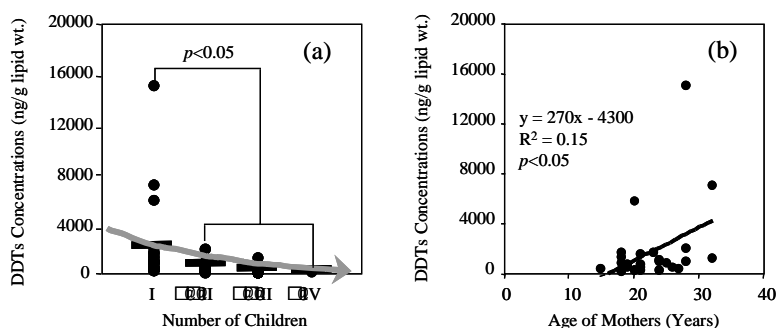 DDTs Concentrations (ng/g lipid wt.)
20000
16000
12000
8000
4000
0
(a)
p<0.05
I
Number of Children
DDTs Concentrations (ng/g lipid wt.)
20000
16000
12000
8000
4000
0
(b)
y = 270x - 4300
R² = 0.15
p<0.05
0
10
20
30
40
Age of Mothers (Years)